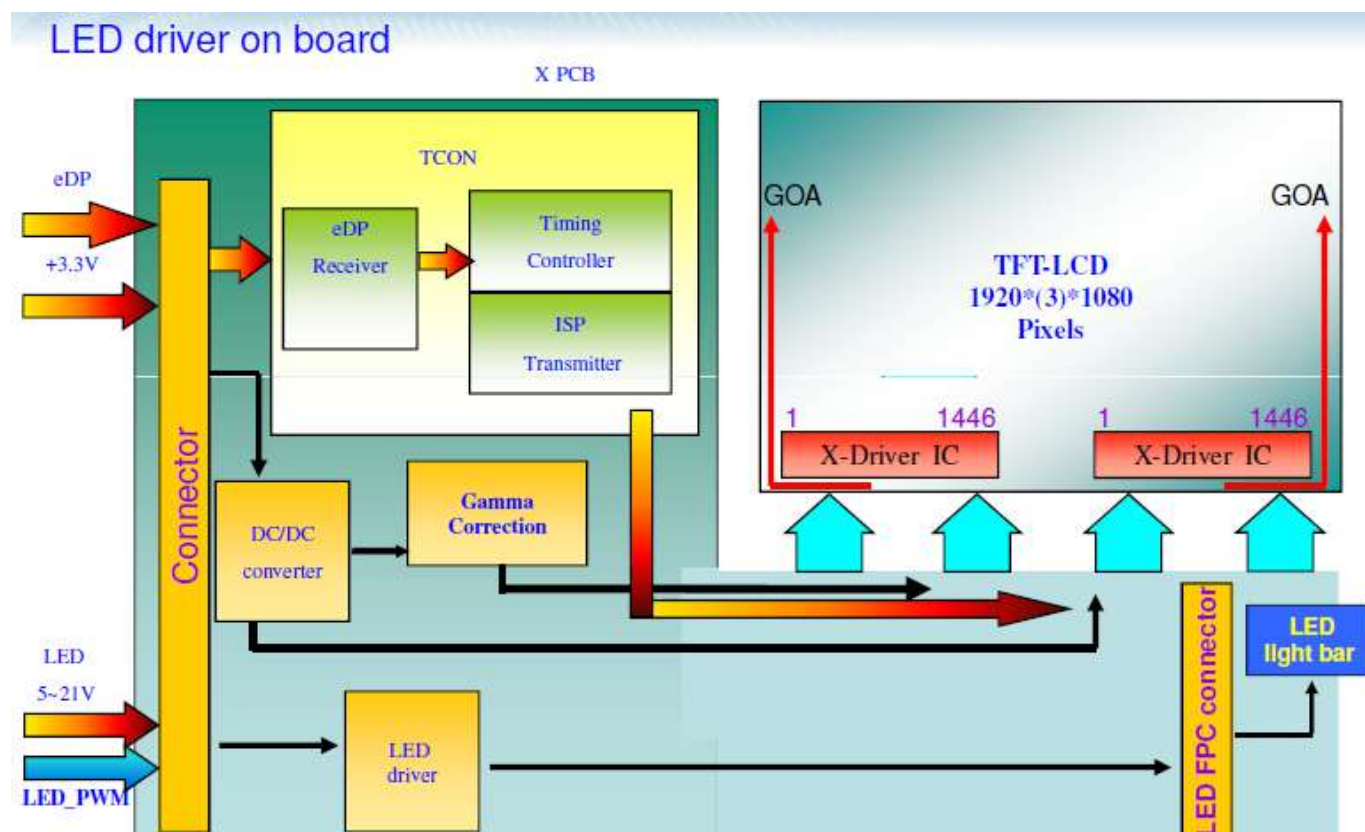 LED driver on board
X PCB
TCON
eDP
+3.3V
eDP
Receiver
Timing
Controller
ISP
Transmitter
Connector
DC/DC
converter
Gamma
Correction
LED
5~21V
LED_PWM
LED
driver
GOA
GOA
TFT-LCD
1920*(3)*1080
Pixels
1 1446
1 1446
X-Driver IC
X-Driver IC
LED FPC connector
LED
light bar